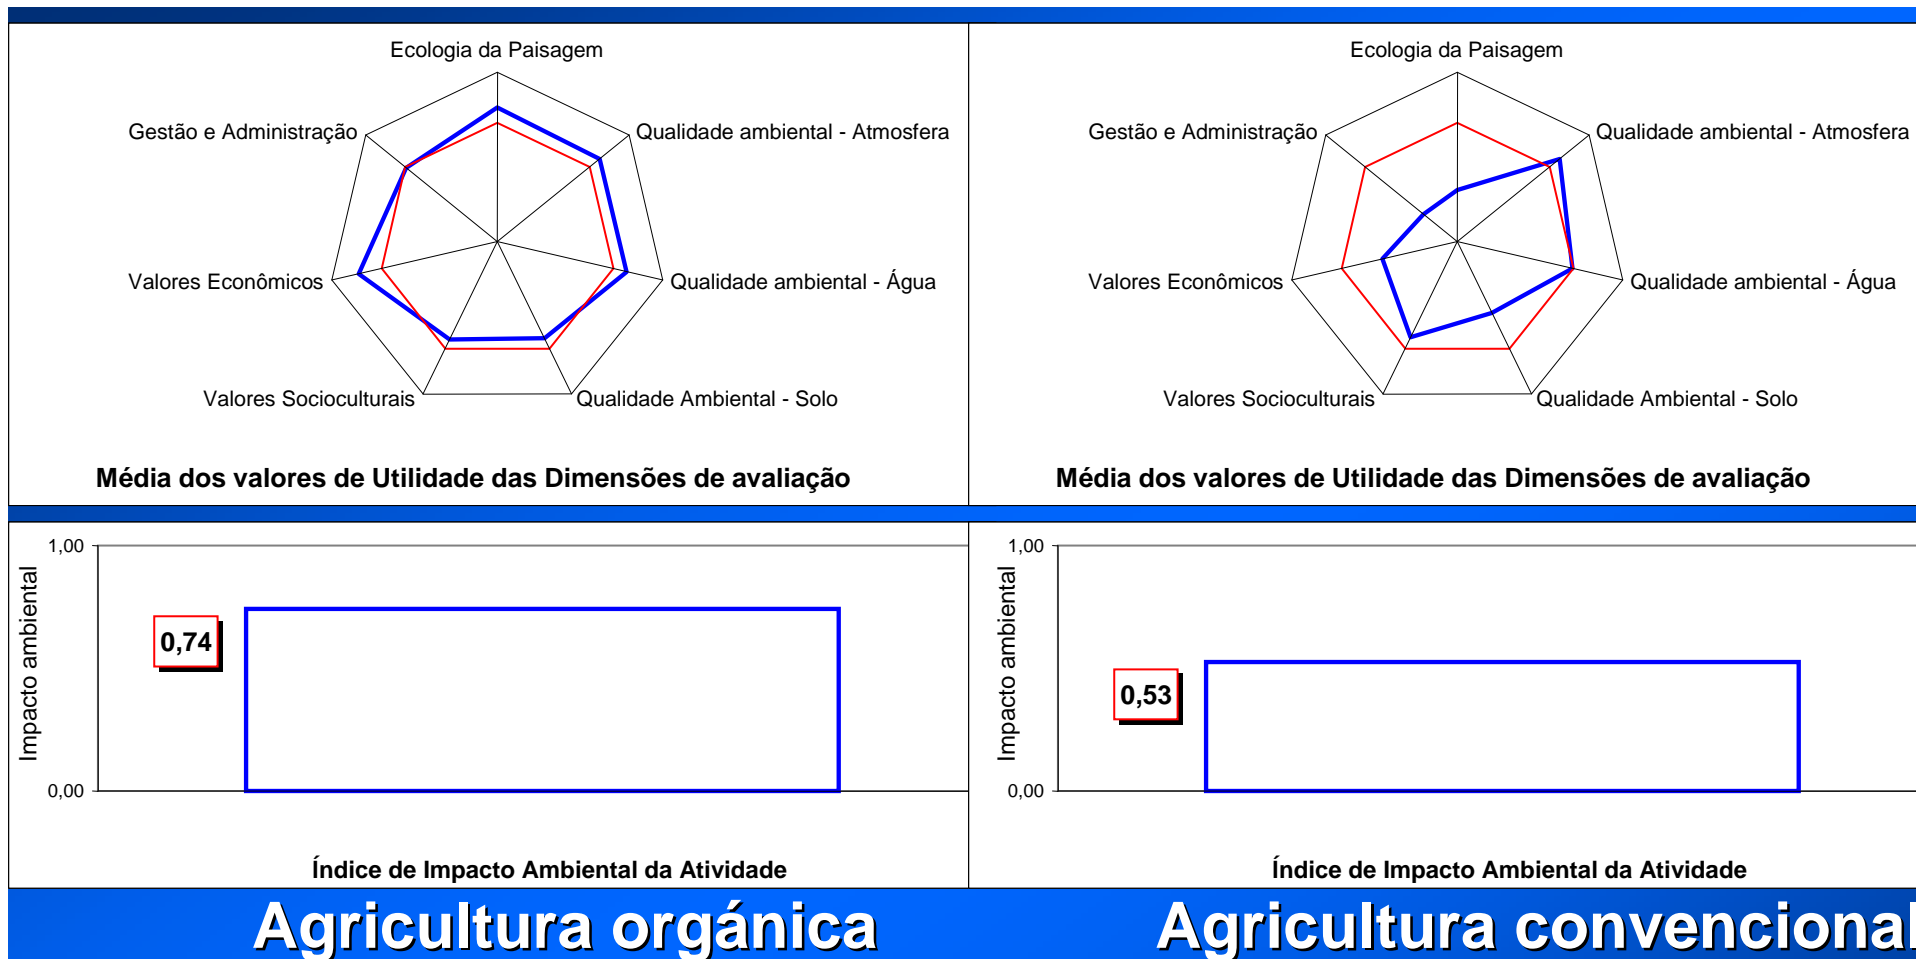 Ecologia da Paisagem
Gestão e Administração
Qualidade ambiental - Atmosfera
Valores Econômicos
Qualidade ambiental - Água
Valores Socioculturais
Qualidade Ambiental - Solo
Média dos valores de Utilidade das Dimensões de avaliação
Ecologia da Paisagem
Gestão e Administração
Qualidade ambiental - Atmosfera
Valores Econômicos
Qualidade ambiental - Água
Valores Socioculturais
Qualidade Ambiental - Solo
Média dos valores de Utilidade das Dimensões de avaliação
1,00
Impacto ambiental
0,74
0,00
Índice de Impacto Ambiental da Atividade
1,00
Impacto ambiental
0,53
0,00
Índice de Impacto Ambiental da Atividade
Agricultura orgánica
Agricultura convencional